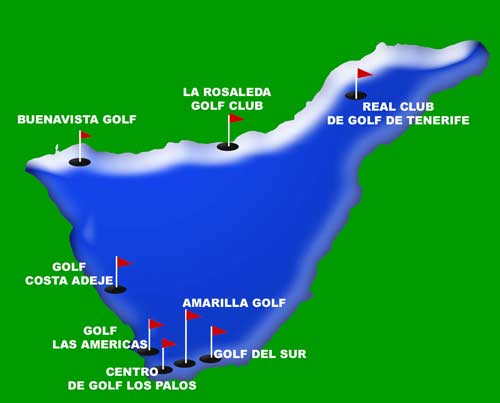 LA ROSALEDA
GOLF CLUB
REAL CLUB
DE GOLF DE TENERIFE
BUENAVISTA GOLF
GOLF
COSTA ADEJE
AMARILLA GOLF
GOLF
LAS AMERICAS
GOLF DEL SUR
CENTRO
DE GOLF LOS PALOS